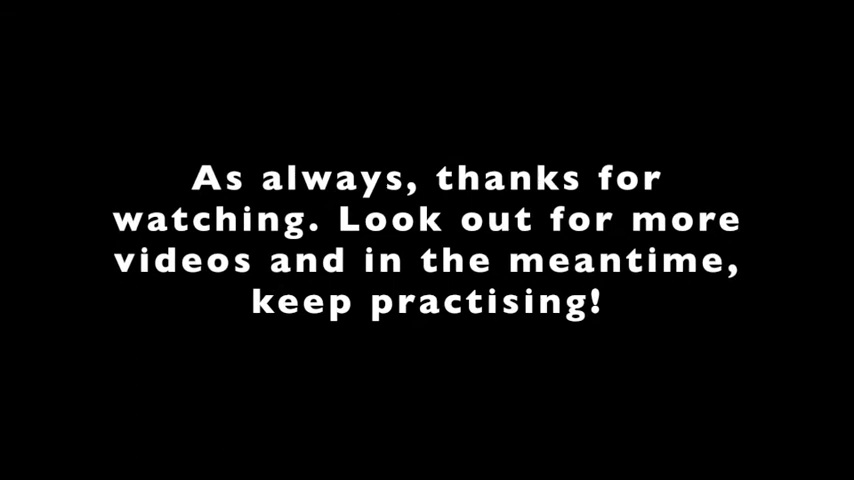 As always, thanks for
watching. Look out for more
videos and in the meantime,
keep practising!